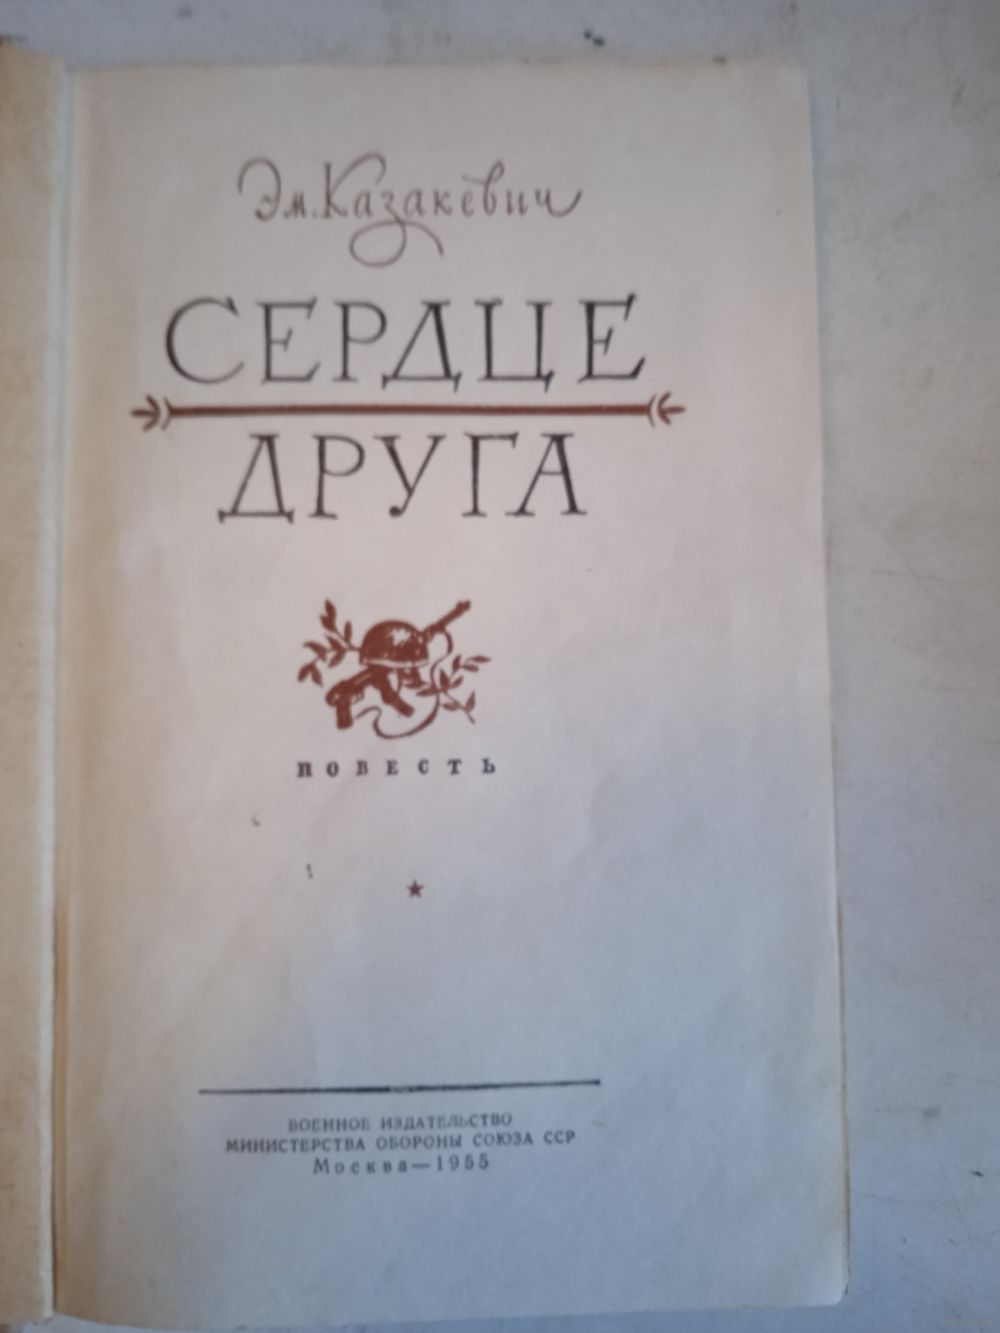 Эм. Казакевич
СЕРДЦЕ
ДРУГА
ПОВЕСТЬ
ВОЕННОЕ ИЗДАТЕЛЬСТВО
МИНИСТЕРСТВА ОБОРОНЫ СОЮЗА ССР
Москва—1955